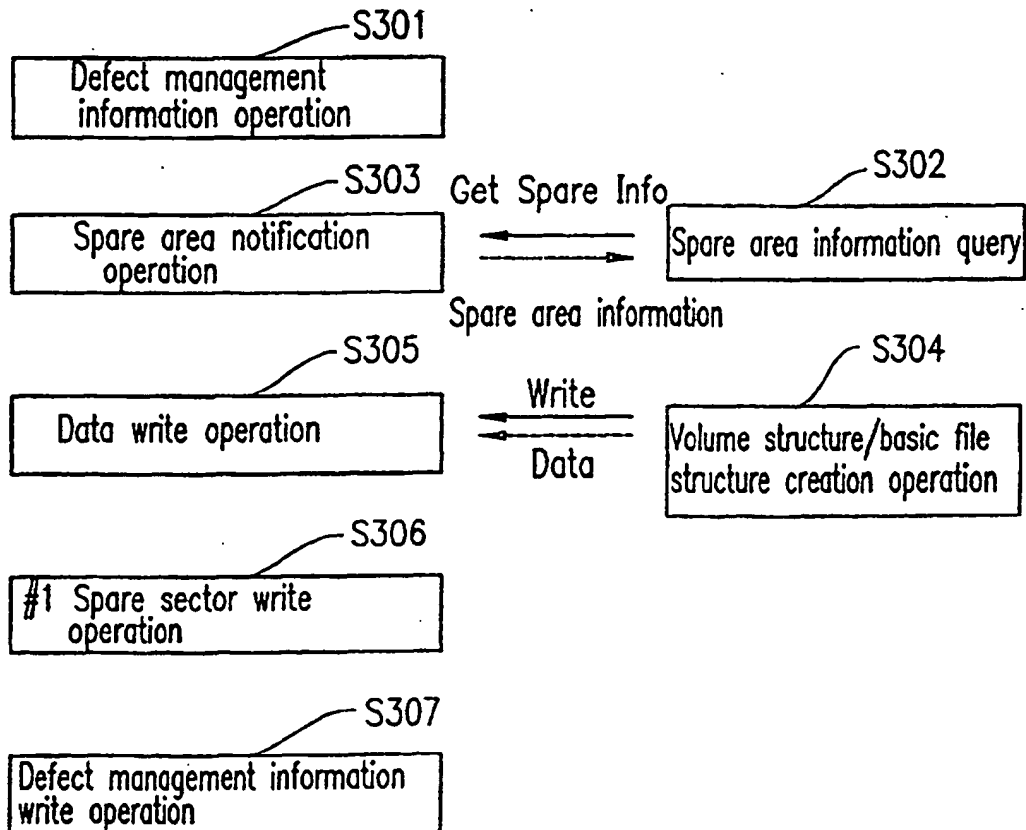 S301
Defect management
information operation
S303
Get Spare Info
S302
Spare area notification
operation
Spare area information query
Spare area information
S305
S304
Write
Data write operation
Data
Volume structure/basic file
structure creation operation
S306
#1 Spare sector write
operation
S307
Defect management information
write operation